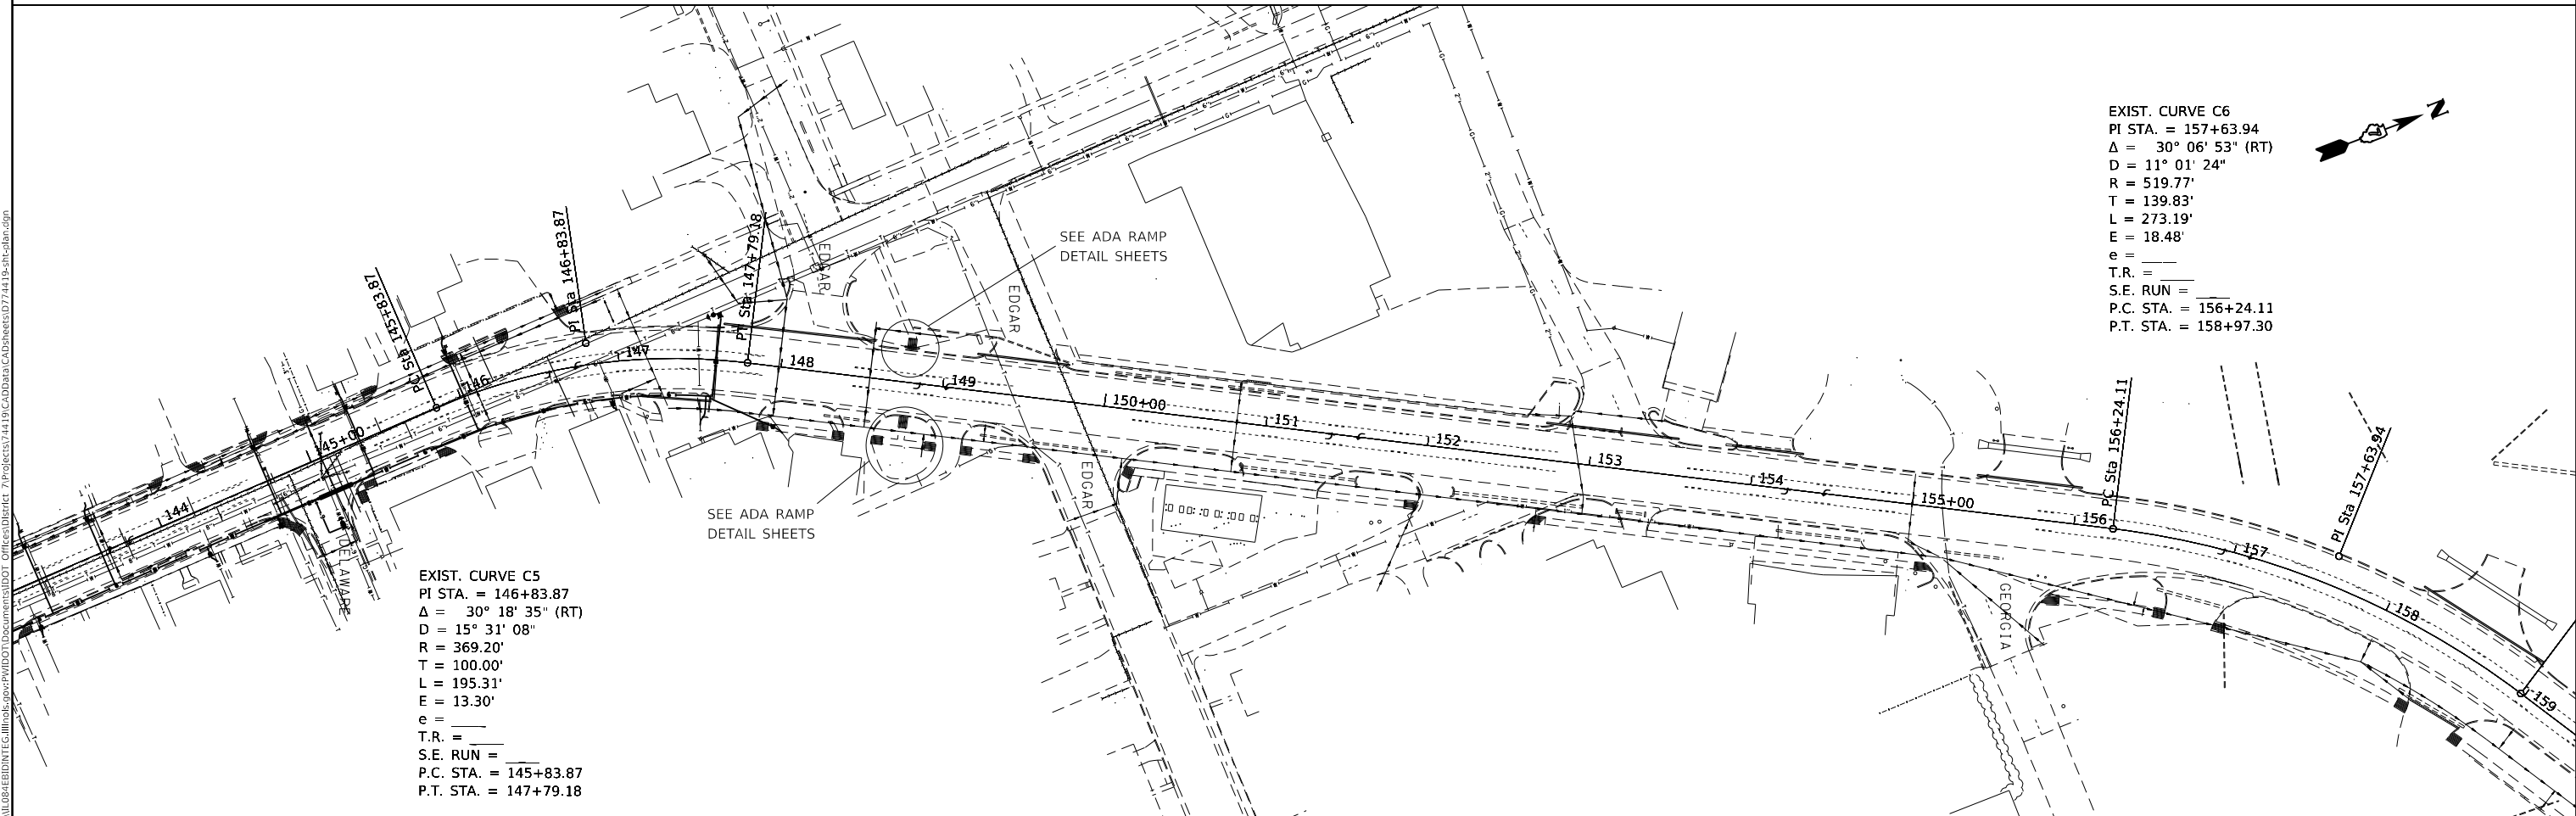 EXIST. CURVE C6
PI STA. = 157+63.94
Δ = 30° 06' 53" (RT)
D = 11° 01' 24"
R = 519.77'
T = 139.83'
L = 273.19'
E = 18.48'
e = ____
T.R. = ____
S.E. RUN = ____
P.C. STA. = 156+24.11
P.T. STA. = 158+97.30
N
SEE ADA RAMP
DETAIL SHEETS
EDGAR
EDGAR
EDGAR
PC Sta 145+83.87
PI Sta 146+83.87
PT Sta 147+79.18
144
145+00
146
147
148
149
150+00
151
152
153
154
155+00
156
157
158
159
PC Sta 156+24.11
PI Sta 157+63.94
SEE ADA RAMP
DETAIL SHEETS
DELAWARE
GEORGIA
EXIST. CURVE C5
PI STA. = 146+83.87
Δ = 30° 18' 35" (RT)
D = 15° 31' 08"
R = 369.20'
T = 100.00'
L = 195.31'
E = 13.30'
e = ____
T.R. = ____
S.E. RUN = ____
P.C. STA. = 145+83.87
P.T. STA. = 147+79.18